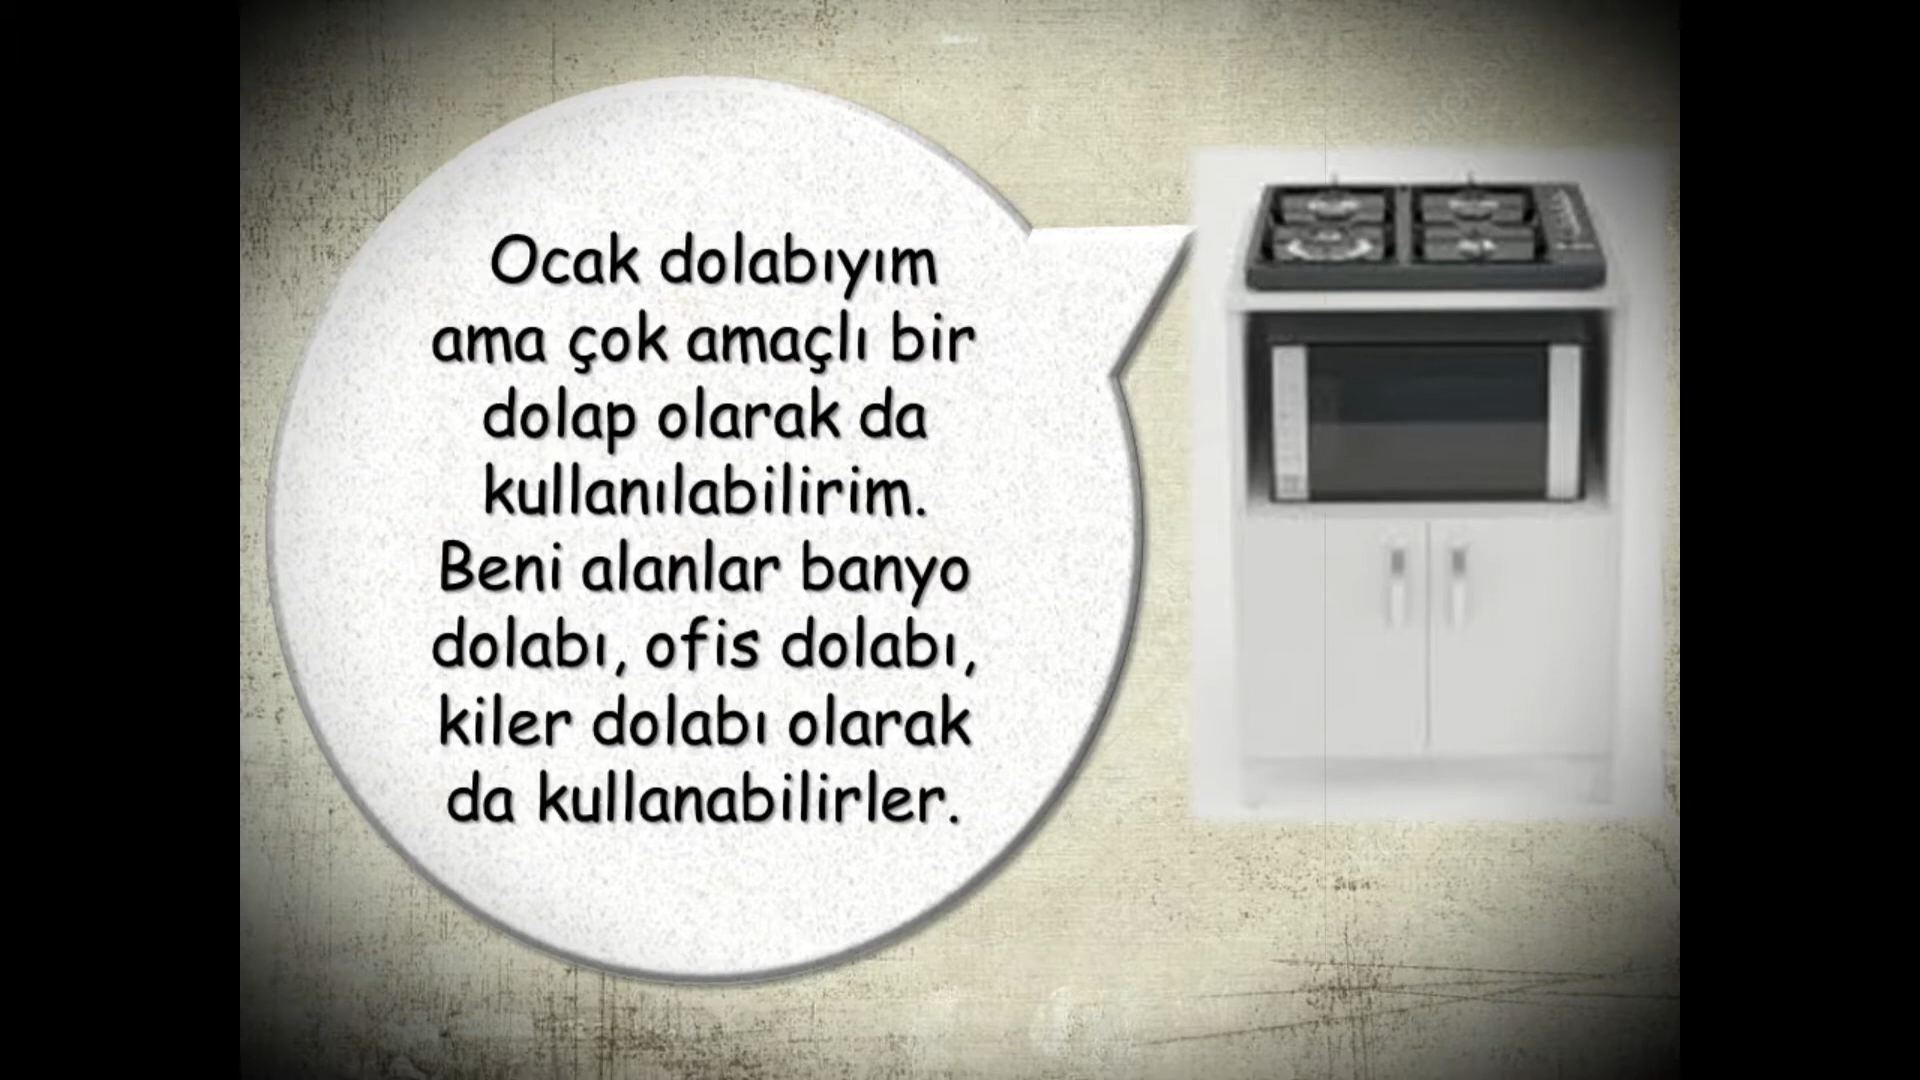 Ocak dolabıyım
ama çok amaçlı bir
dolap olarak da
kullanılabilirim.
Beni alanlar banyo
dolabı, ofis dolabı,
kiler dolabı olarak
da kullanabilirler.